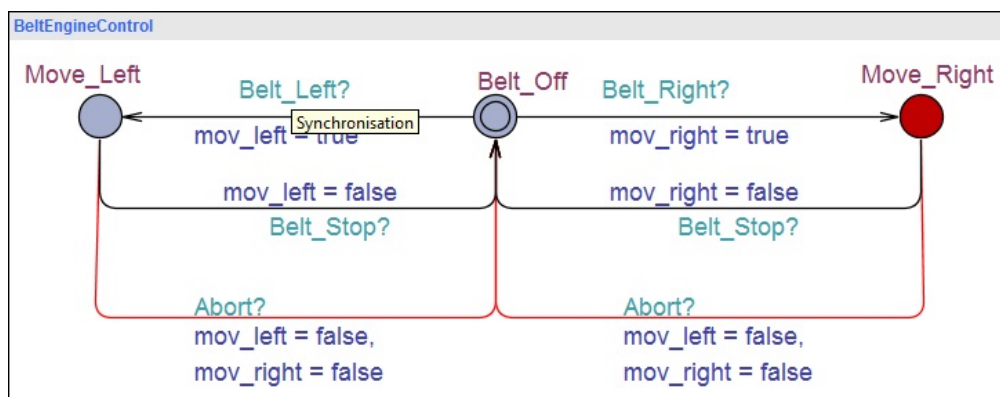 BeltEngineControl
Move_Left
Belt_Off
Move_Right
Belt_Left?
Belt_Right?
Synchronisation
mov_left = true
mov_right = true
mov_left = false
mov_right = false
Belt_Stop?
Belt_Stop?
Abort?
mov_left = false,
mov_right = false
Abort?
mov_left = false,
mov_right = false